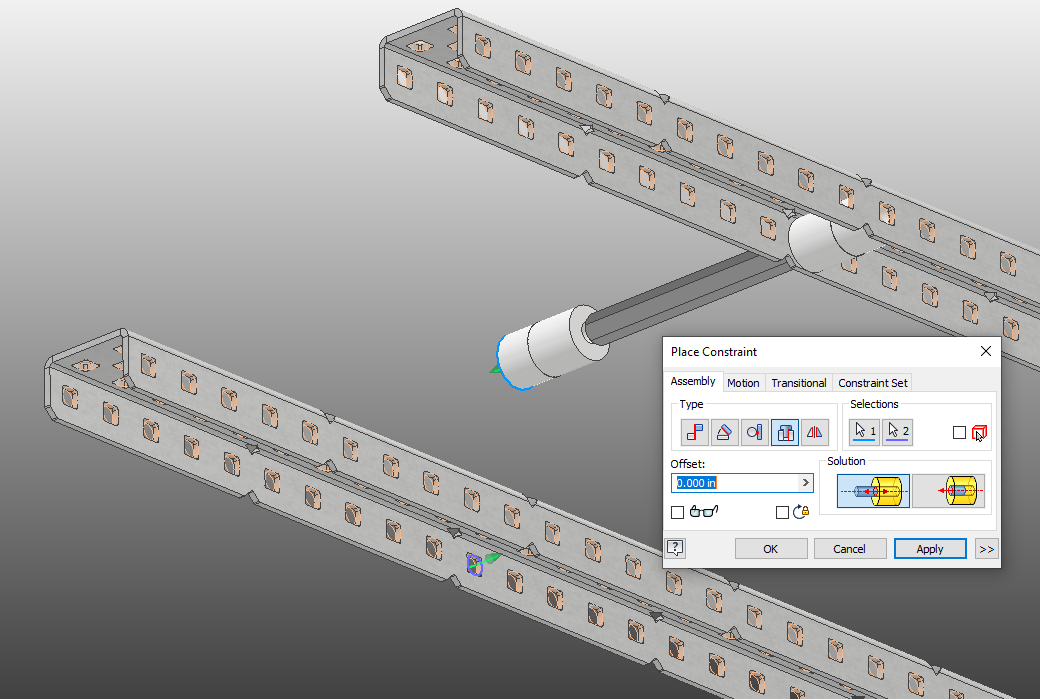 Place Constraint
Assembly Motion Transitional Constraint Set
Type
Selections
1 2
Offset:
0.000 in
Solution
OK Cancel Apply >>